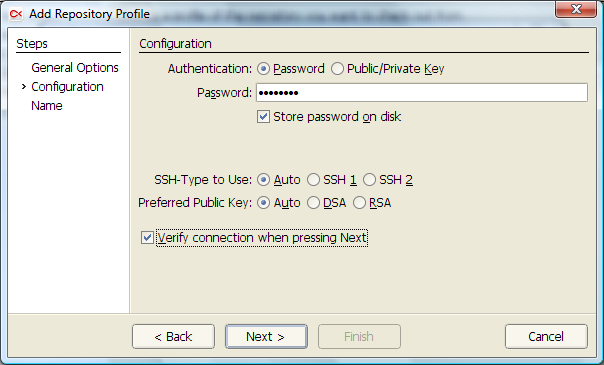 Add Repository Profile
Steps
General Options
Configuration
Name
Configuration
Authentication: Password Public/Private Key
Password: ••••••••
Store password on disk
SSH-Type to Use: Auto SSH 1 SSH 2
Preferred Public Key: Auto DSA RSA
Verify connection when pressing Next
< Back Next > Finish Cancel